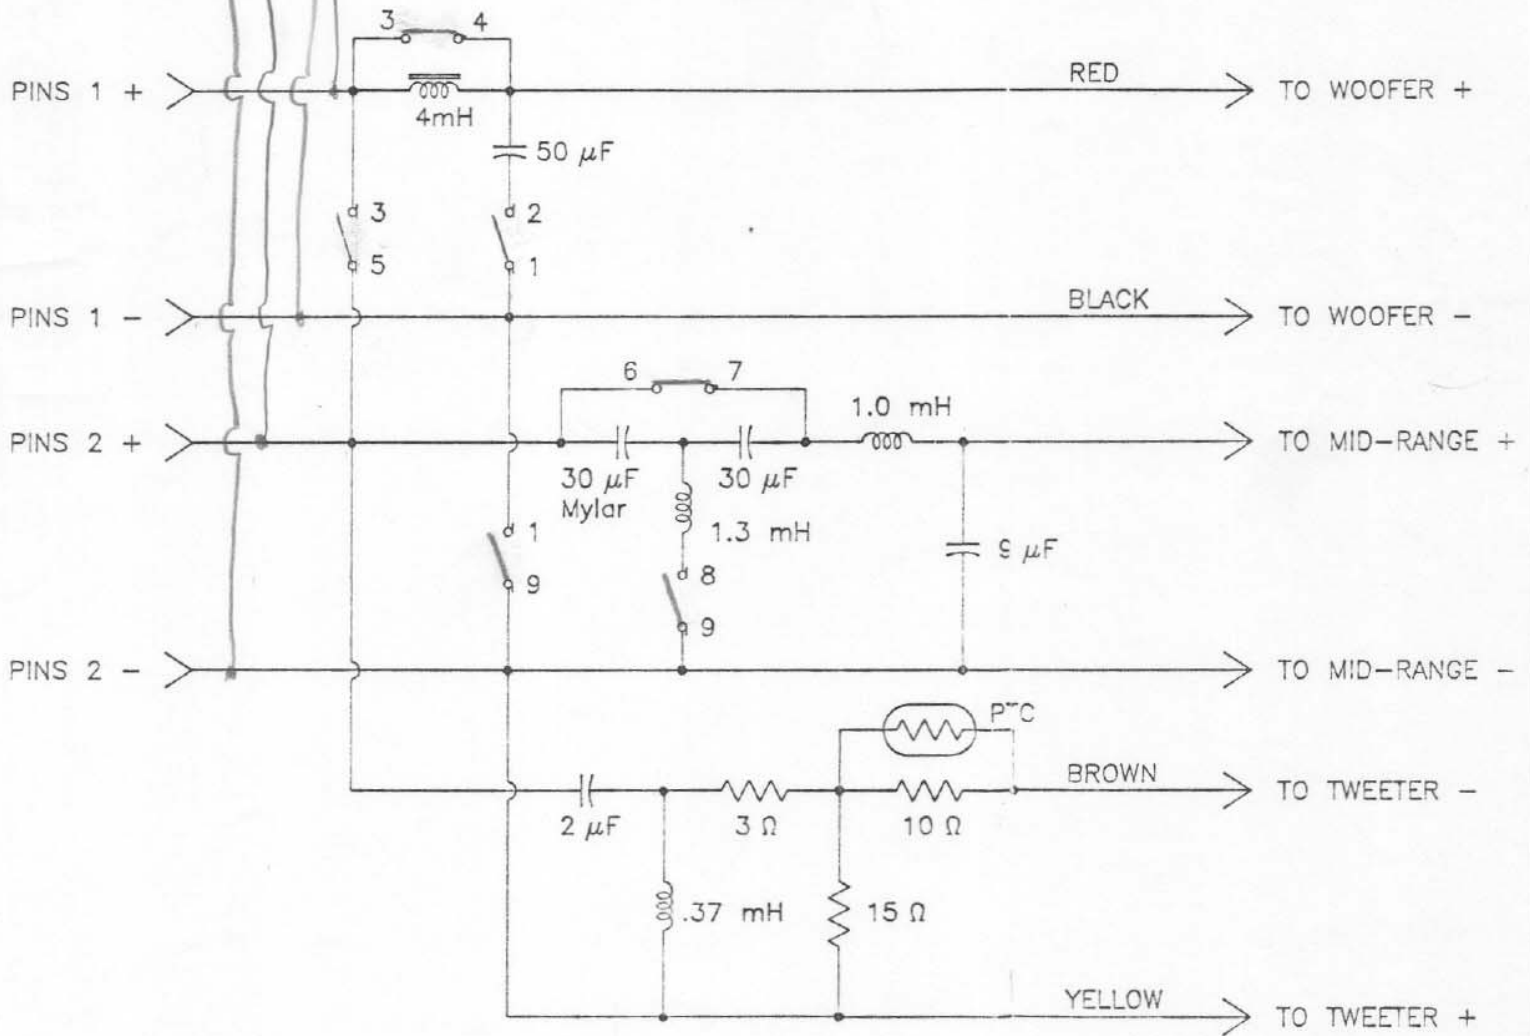 3 4
PINS 1 +
RED
TO WOOFER +
4mH
50 μF
3
2
5
1
PINS 1 -
BLACK
TO WOOFER -
6 7
1.0 mH
PINS 2 +
TO MID-RANGE +
30 μF
Mylar
30 μF
1
1.3 mH
9 μF
8
9
9
PINS 2 -
TO MID-RANGE -
PTC
BROWN
TO TWEETER -
2 μF
3 Ω
10 Ω
.37 mH
15 Ω
YELLOW
TO TWEETER +